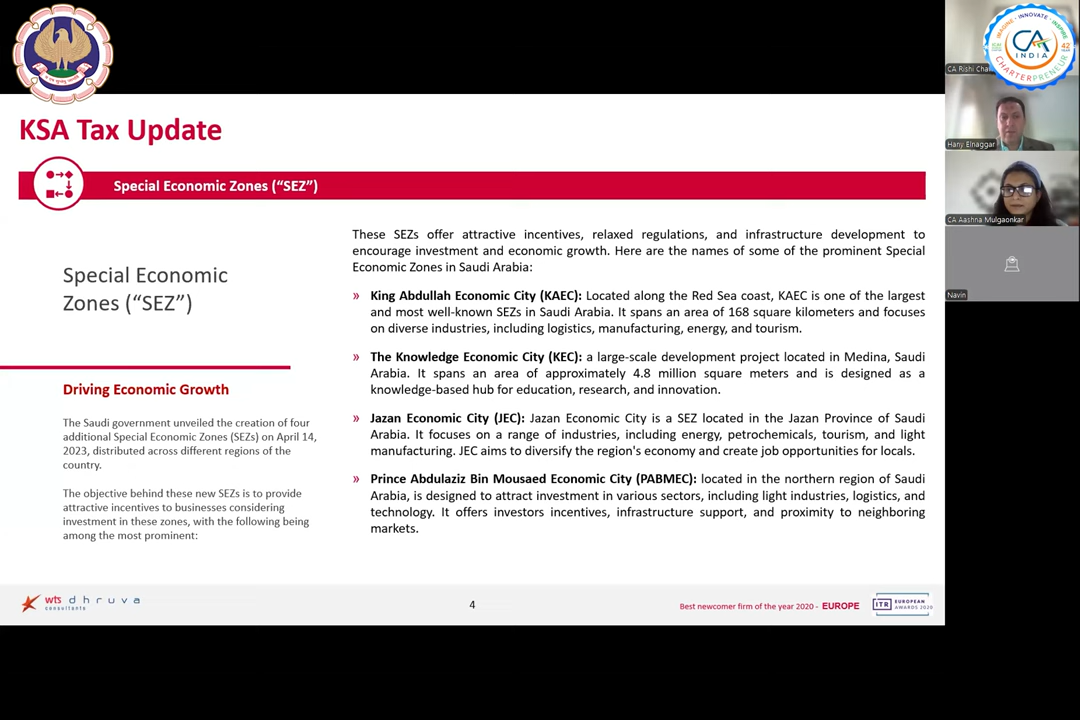 KSA Tax Update
Special Economic Zones (“SEZ”)
Special Economic
Zones (“SEZ”)
Driving Economic Growth
The Saudi government unveiled the creation of four
additional Special Economic Zones (SEZs) on April 14,
2023, distributed across different regions of the
country.
The objective behind these new SEZs is to provide
attractive incentives to businesses considering
investment in these zones, with the following being
among the most prominent:
These SEZs offer attractive incentives, relaxed regulations, and infrastructure development to
encourage investment and economic growth. Here are the names of some of the prominent Special
Economic Zones in Saudi Arabia:
» King Abdullah Economic City (KAEC): Located along the Red Sea coast, KAEC is one of the largest
and most well-known SEZs in Saudi Arabia. It spans an area of 168 square kilometers and focuses
on diverse industries, including logistics, manufacturing, energy, and tourism.
» The Knowledge Economic City (KEC): a large-scale development project located in Medina, Saudi
Arabia. It spans an area of approximately 4.8 million square meters and is designed as a
knowledge-based hub for education, research, and innovation.
» Jazan Economic City (JEC): Jazan Economic City is a SEZ located in the Jazan Province of Saudi
Arabia. It focuses on a range of industries, including energy, petrochemicals, tourism, and light
manufacturing. JEC aims to diversify the region's economy and create job opportunities for locals.
» Prince Abdulaziz Bin Mousaed Economic City (PABMEC): located in the northern region of Saudi
Arabia, is designed to attract investment in various sectors, including light industries, logistics, and
technology. It offers investors incentives, infrastructure support, and proximity to neighboring
markets.
wts dhruva
consultants
4
Best newcomer firm of the year 2020 - EUROPE
ITR EUROPEAN
AWARDS 2020
IMAGINE · INNOVATE · INSPIRE
CA
INDIA
42
CHARTERPRENEUR
CA Rishi Cha
Hany Elnaggar
CA Aashna Mulgaonkar
Navin